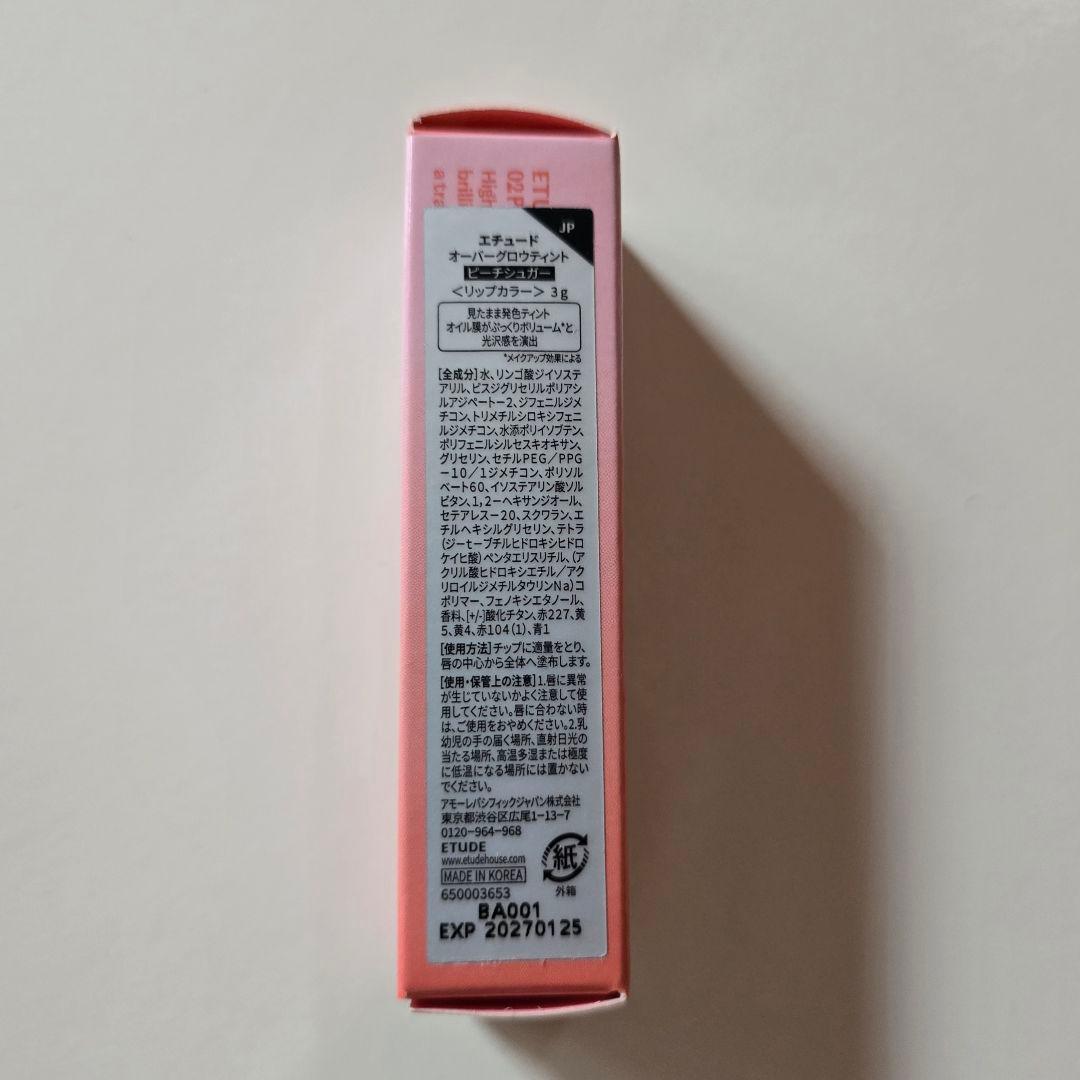 02
High
brilli
a tra
JP
エチュード
オーバーグロウティント
ピーチシュガー
＜リップカラー＞ 3g
見たまま発色ティント
オイル膜がぷっくりボリューム*と
光沢感を演出
*メイクアップ効果による
[全成分]水、リンゴ酸ジイソステ
アリル、ビスジグリセリルポリアシ
ルアジペート－2、ジフェニルジメ
チコン、トリメチルシロキシフェニ
ルジメチコン、水添ポリイソブテン、
ポリフェニルシルセスキオキサン、
グリセリン、セチルPEG／PPG
－10／1ジメチコン、ポリソル
ベート60、イソステアリン酸ソル
ビタン、1,2－ヘキサンジオール、
セテアレス－20、スクワラン、エ
チルヘキシルグリセリン、テトラ
(ジーtーブチルヒドロキシヒドロ
ケイヒ酸)ペンタエリスリチル、(ア
クリル酸ヒドロキシエチル／アク
リロイルジメチルタウリンNa)コ
ポリマー、フェノキシエタノール、
香料、[+/-]酸化チタン、赤227、黄
5、黄4、赤104(1)、青1
[使用方法]チップに適量をとり、
唇の中心から全体へ塗布します。
[使用・保管上の注意]1.唇に異常
が生じていないかよく注意して使
用してください。唇に合わない時
は、ご使用をおやめください。2.乳
幼児の手の届く場所、直射日光の
当たる場所、高温多湿または極度
に低温になる場所には置かない
でください。
アモーレパシフィックジャパン株式会社
東京都渋谷区広尾1−13−7
0120−964−968
ETUDE
www.etudehouse.com
MADE IN KOREA
650003653
紙
外箱
BA001
EXP 20270125